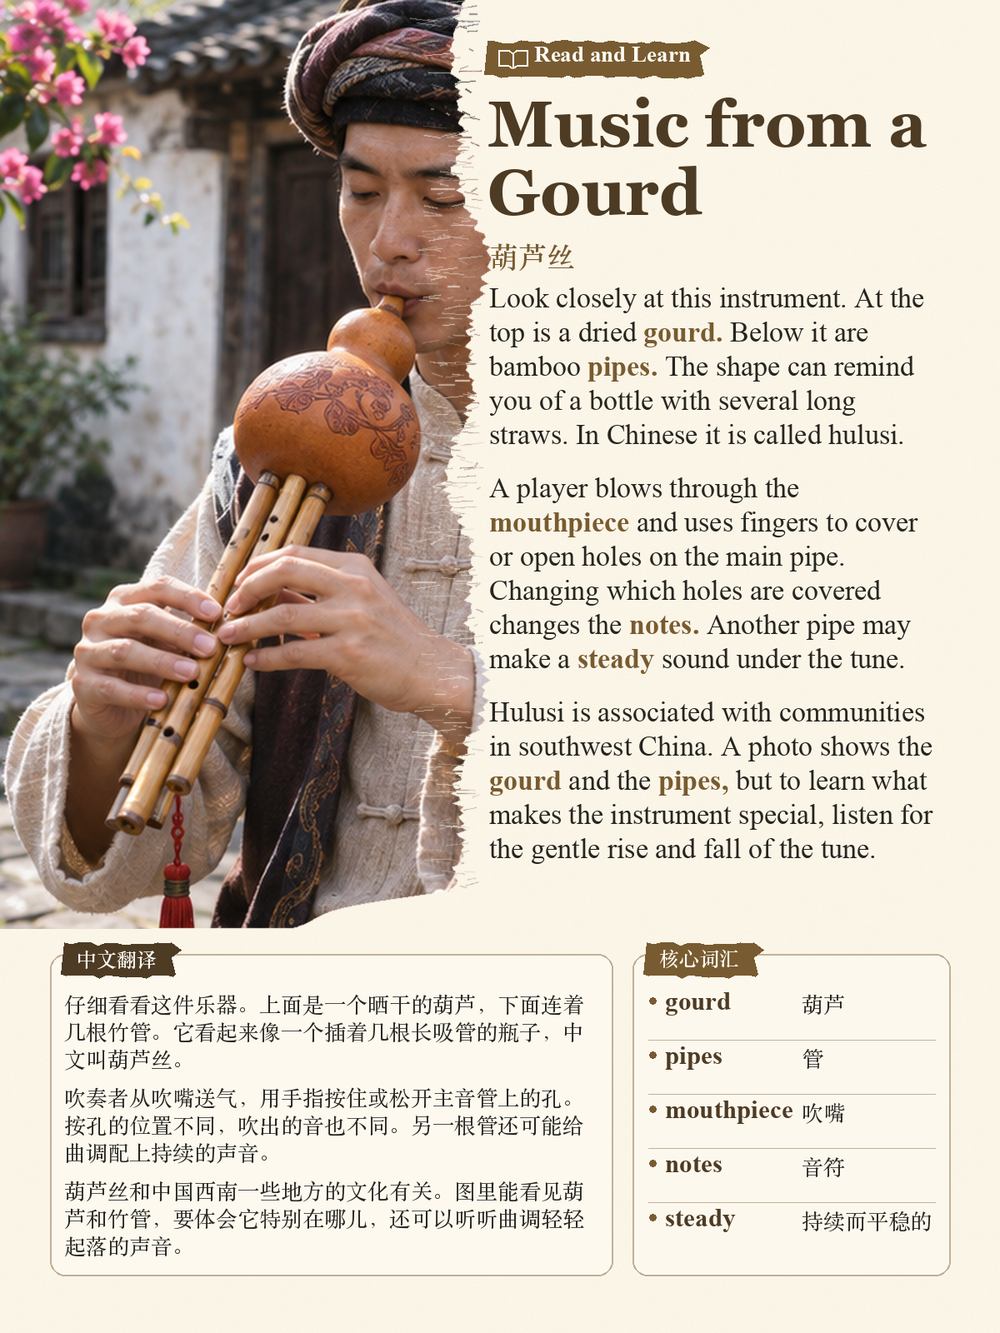 Read and Learn
Music from a
Gourd
葫芦丝
Look closely at this instrument. At the
top is a dried gourd. Below it are
bamboo pipes. The shape can remind
you of a bottle with several long
straws. In Chinese it is called hulusi.
A player blows through the
mouthpiece and uses fingers to cover
or open holes on the main pipe.
Changing which holes are covered
changes the notes. Another pipe may
make a steady sound under the tune.
Hulusi is associated with communities
in southwest China. A photo shows the
gourd and the pipes, but to learn what
makes the instrument special, listen for
the gentle rise and fall of the tune.
中文翻译
仔细看看这件乐器。上面是一个晒干的葫芦，下面连着
几根竹管。它看起来像一个插着几根长吸管的瓶子，中
文叫葫芦丝。
吹奏者从吹嘴送气，用手指按住或松开主音管上的孔。
按孔的位置不同，吹出的音也不同。另一根管还可能给
曲调配上持续的声音。
葫芦丝和中国西南一些地方的文化有关。图里能看见葫
芦和竹管，要体会它特别在哪儿，还可以听听曲调轻轻
起落的声音。
核心词汇
• gourd 葫芦
• pipes 管
• mouthpiece 吹嘴
• notes 音符
• steady 持续而平稳的